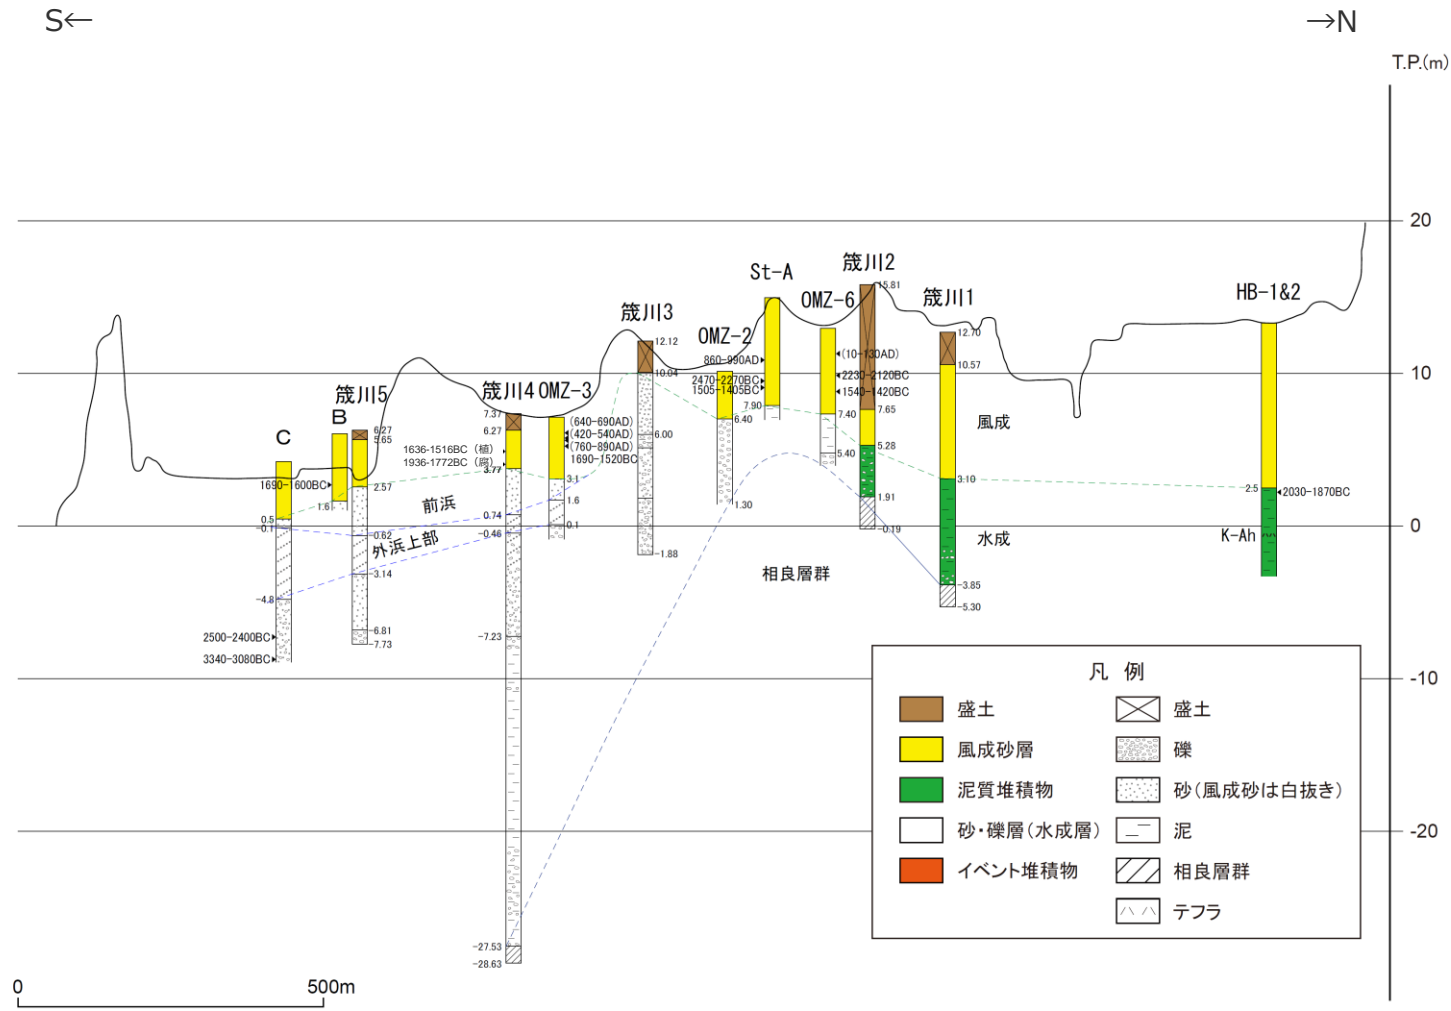 S←
→N
T.P.(m)
20
10
0
-10
-20
C
B
筬川5
筬川4
OMZ-3
筬川3
OMZ-2
St-A
OMZ-6
筬川2
筬川1
HB-1&2
0.5
-0.1
-4.8
2500-2400BC
3340-3080BC
1690-1600BC
1.6
6.27
5.65
2.57
-0.62
-3.14
-6.81
-7.73
7.37
6.27
1636-1516BC（植）
1936-1772BC（腐）
3.77
0.74
-0.46
-7.23
-27.53
-28.63
(640-690AD)
(420-540AD)
(760-890AD)
1690-1520BC
3.1
1.6
0.1
12.12
10.04
6.00
-1.88
6.40
1.30
860-990AD
2470-2270BC
1505-1405BC
7.90
(10-130AD)
2230-2120BC
1540-1420BC
7.40
5.40
15.81
7.65
5.28
1.91
-0.19
12.70
10.57
3.10
-3.85
-5.30
2.5
2030-1870BC
K-Ah
前浜
外浜上部
風成
水成
相良層群
凡 例
盛土
盛土
風成砂層
礫
泥質堆積物
砂（風成砂は白抜き）
砂・礫層（水成層）
泥
イベント堆積物
相良層群
テフラ
0
500m